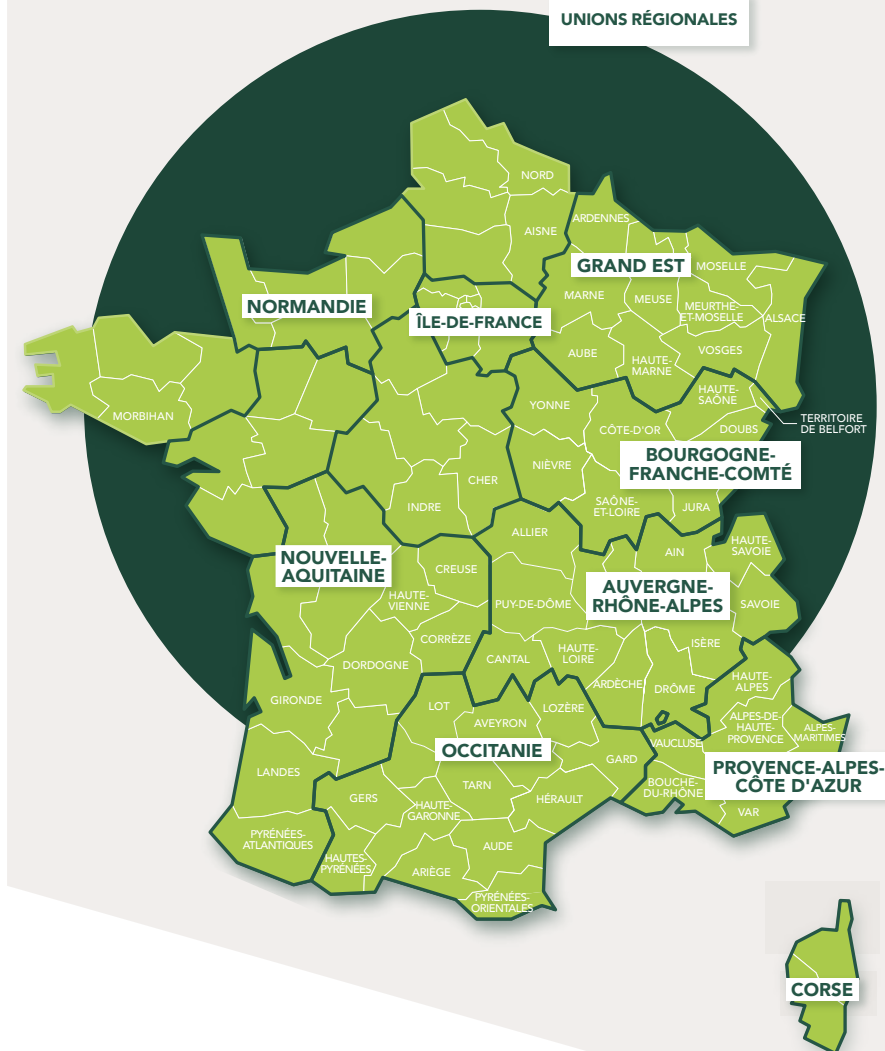 UNIONS RÉGIONALES
NORD
AISNE
ARDENNES
GRAND EST
MOSELLE
MARNE
MEUSE
MEURTHE-
ET-MOSELLE
ALSACE
AUBE
HAUTE-
MARNE
VOSGES
NORMANDIE
ÎLE-DE-FRANCE
MORBIHAN
YONNE
HAUTE-
SAÔNE
CÔTE-D'OR
DOUBS
TERRITOIRE
DE BELFORT
BOURGOGNE-
FRANCHE-COMTÉ
NIÈVRE
CHER
INDRE
SAÔNE-
ET-LOIRE
JURA
ALLIER
AIN
HAUTE-
SAVOIE
NOUVELLE-
AQUITAINE
CREUSE
HAUTE-
VIENNE
PUY-DE-DÔME
AUVERGNE-
RHÔNE-ALPES
SAVOIE
CORRÈZE
DORDOGNE
CANTAL
HAUTE-
LOIRE
ISÈRE
ARDÈCHE
DRÔME
HAUTE-
ALPES
GIRONDE
LOT
AVEYRON
LOZÈRE
ALPES-DE-
HAUTE-
PROVENCE
ALPES-
MARITIMES
OCCITANIE
GARD
VAUCLUSE
LANDES
GERS
TARN
HAUTE-
GARONNE
HÉRAULT
BOUCHE-
DU-RHÔNE
PROVENCE-ALPES-
CÔTE D'AZUR
VAR
PYRÉNÉES-
ATLANTIQUES
HAUTES-
PYRÉNÉES
ARIÈGE
AUDE
PYRÉNÉES-
ORIENTALES
CORSE